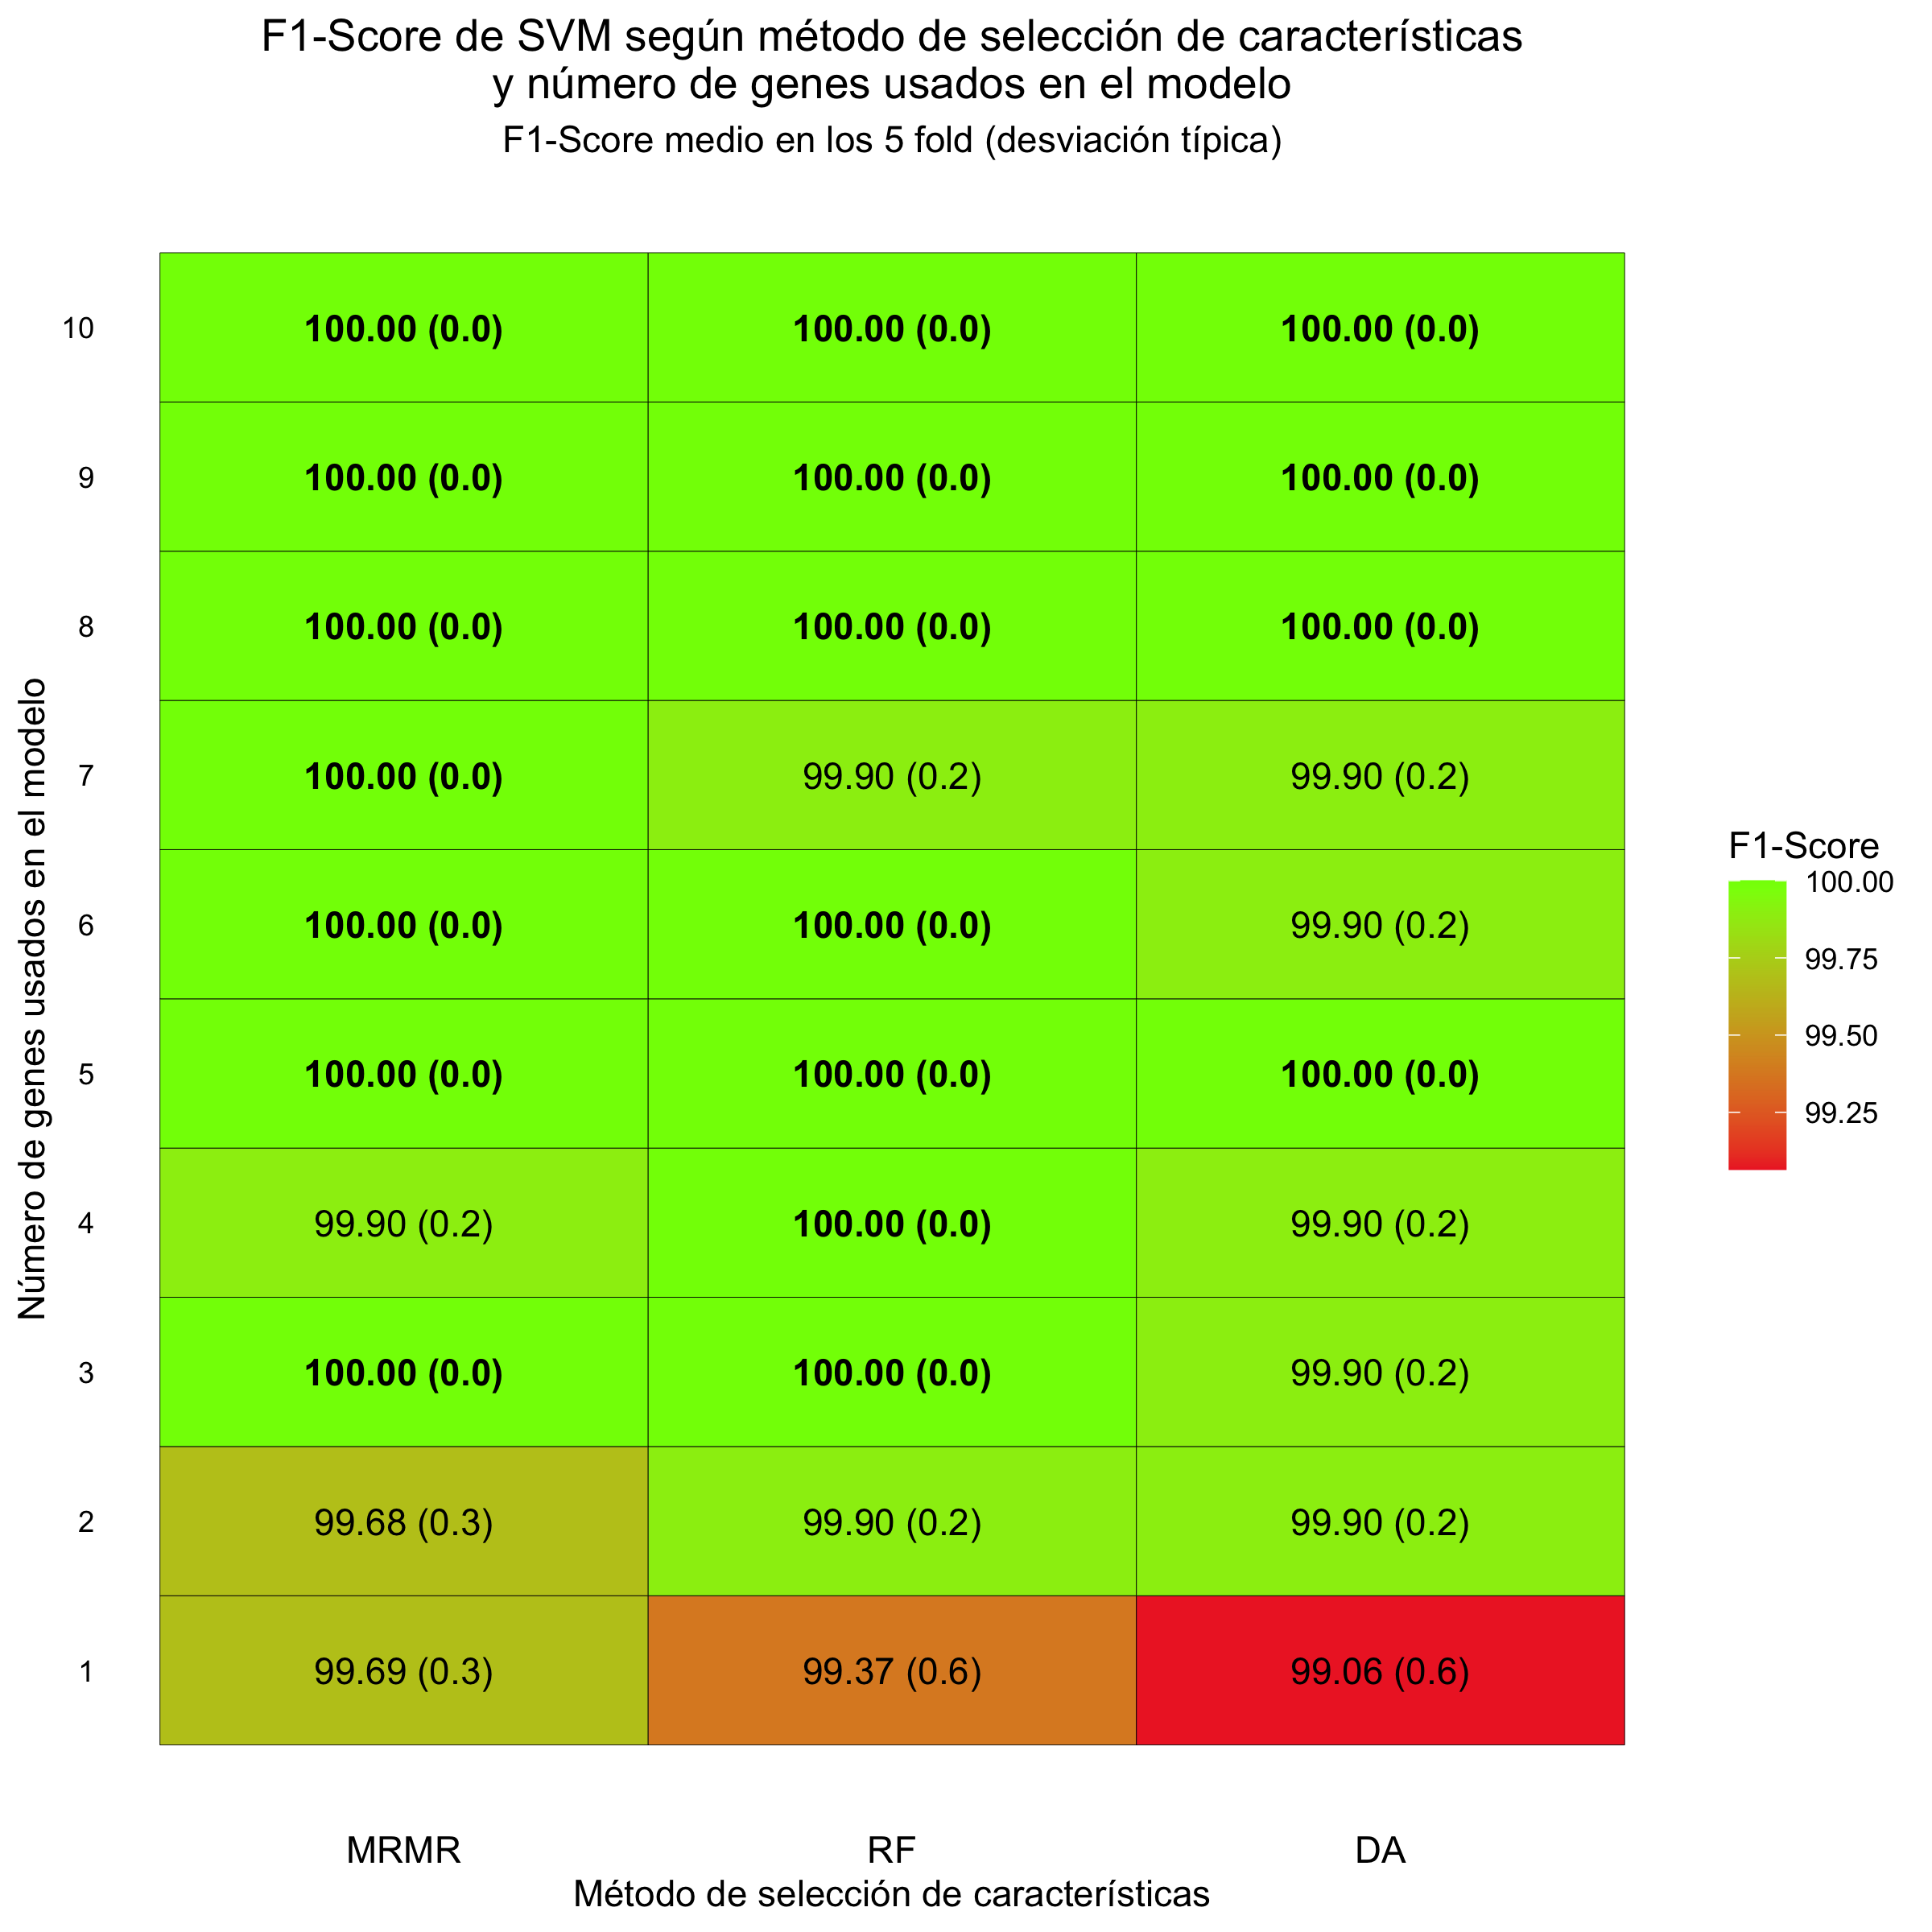 F1-Score de SVM según método de selección de características
y número de genes usados en el modelo
F1-Score medio en los 5 fold (desviación típica)
Número de genes usados en el modelo
10 100.00 (0.0) 100.00 (0.0) 100.00 (0.0)
9 100.00 (0.0) 100.00 (0.0) 100.00 (0.0)
8 100.00 (0.0) 100.00 (0.0) 100.00 (0.0)
7 100.00 (0.0) 99.90 (0.2) 99.90 (0.2)
6 100.00 (0.0) 100.00 (0.0) 99.90 (0.2)
5 100.00 (0.0) 100.00 (0.0) 100.00 (0.0)
4 99.90 (0.2) 100.00 (0.0) 99.90 (0.2)
3 100.00 (0.0) 100.00 (0.0) 99.90 (0.2)
2 99.68 (0.3) 99.90 (0.2) 99.90 (0.2)
1 99.69 (0.3) 99.37 (0.6) 99.06 (0.6)
MRMR RF DA
Método de selección de características
F1-Score
100.00
99.75
99.50
99.25